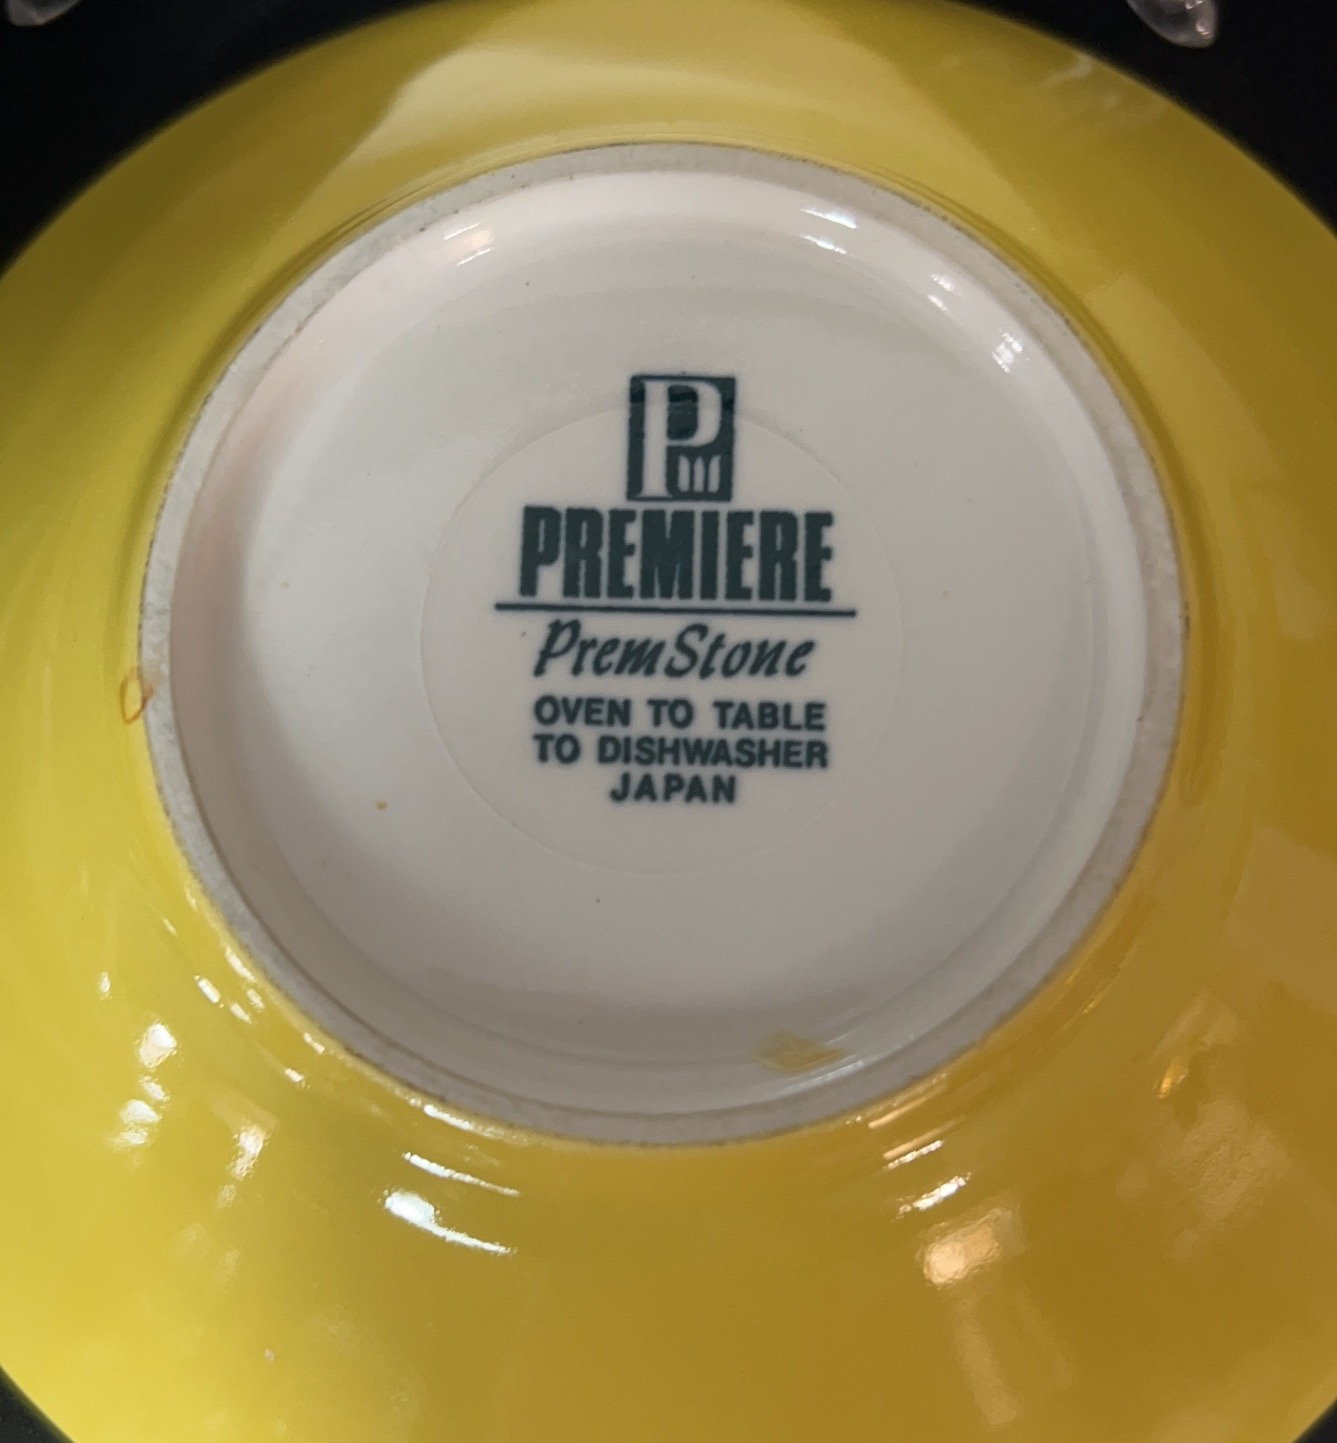 P
PREMIERE
PremStone
OVEN TO TABLE
TO DISHWASHER
JAPAN